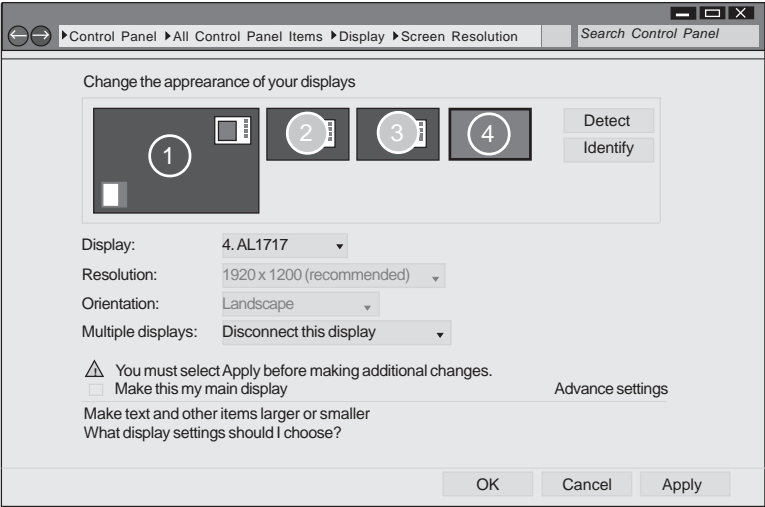 Control Panel All Control Panel Items Display Screen Resolution Search Control Panel
Change the apprearance of your displays
1 2 3 4
Detect
Identify
Display: 4. AL1717
Resolution: 1920 x 1200 (recommended)
Orientation: Landscape
Multiple displays: Disconnect this display
You must select Apply before making additional changes.
Make this my main display Advance settings
Make text and other items larger or smaller
What display settings should I choose?
OK Cancel Apply